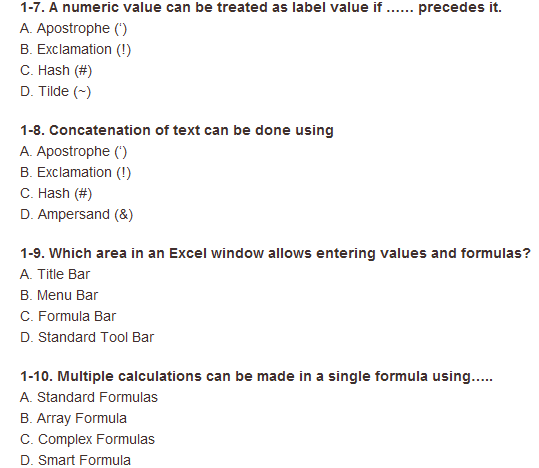 1-7. A numeric value can be treated as label value if …... precedes it.
A. Apostrophe (‘)
B. Exclamation (!)
C. Hash (#)
D. Tilde (~)
1-8. Concatenation of text can be done using
A. Apostrophe (‘)
B. Exclamation (!)
C. Hash (#)
D. Ampersand (&)
1-9. Which area in an Excel window allows entering values and formulas?
A. Title Bar
B. Menu Bar
C. Formula Bar
D. Standard Tool Bar
1-10. Multiple calculations can be made in a single formula using…..
A. Standard Formulas
B. Array Formula
C. Complex Formulas
D. Smart Formula